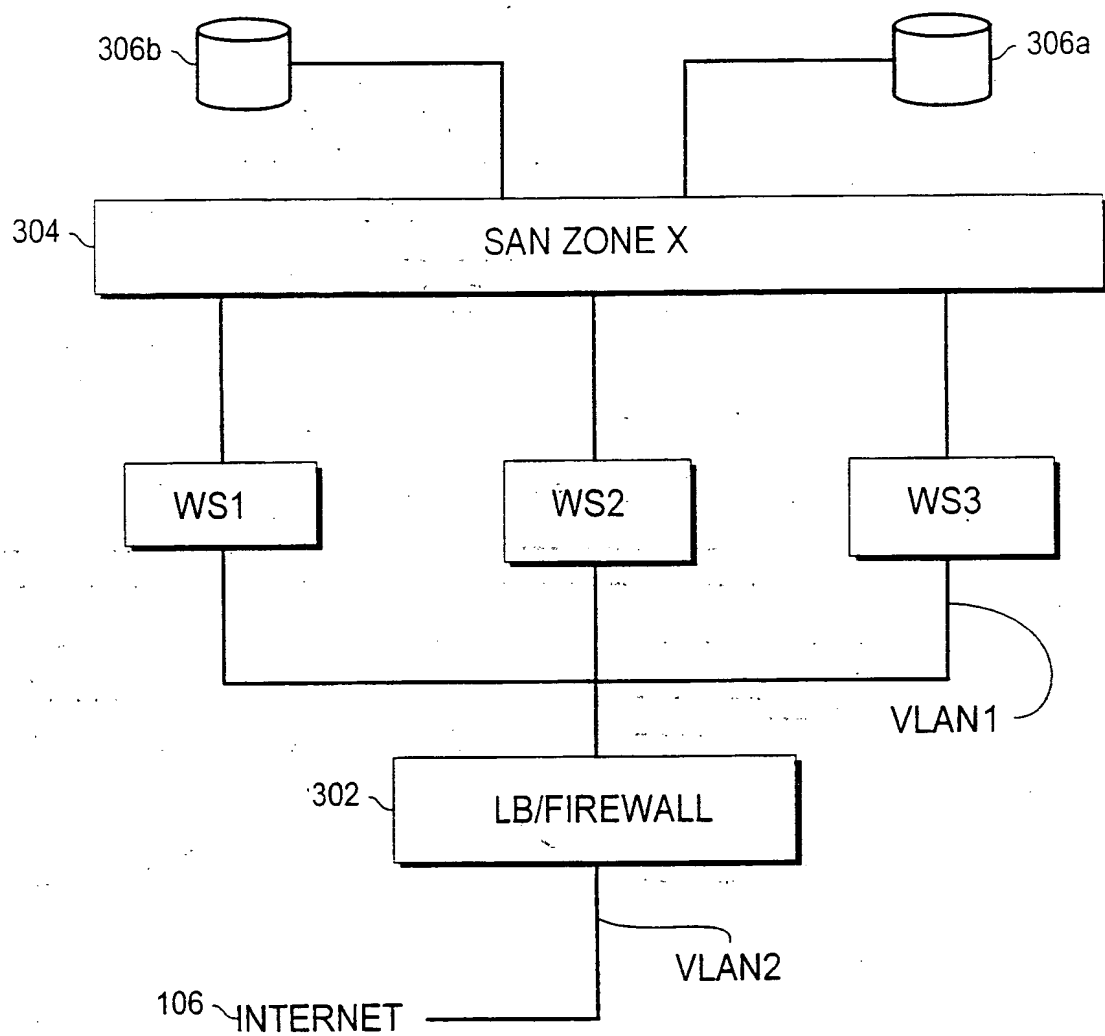 306b
306a
304
SAN ZONE X
WS1
WS2
WS3
VLAN1
302
LB/FIREWALL
VLAN2
106
INTERNET